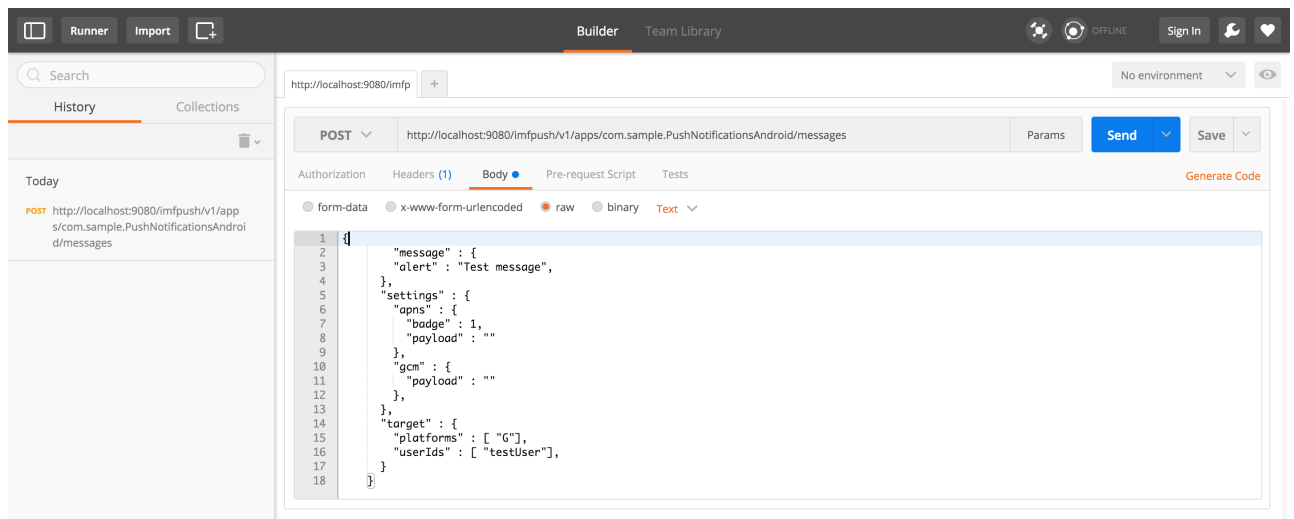 Runner Import Builder Team Library OFFLINE Sign In
Search
History Collections
Today
POST http://localhost:9080/imfpush/v1/app
s/com.sample.PushNotificationsAndroi
d/messages
http://localhost:9080/imfp + No environment
POST http://localhost:9080/imfpush/v1/apps/com.sample.PushNotificationsAndroid/messages Params Send Save
Authorization Headers (1) Body Pre-request Script Tests Generate Code
form-data x-www-form-urlencoded raw binary Text
1 {
2 "message" : {
3 "alert" : "Test message",
4 },
5 "settings" : {
6 "apns" : {
7 "badge" : 1,
8 "payload" : ""
9 },
10 "gcm" : {
11 "payload" : ""
12 },
13 },
14 "target" : {
15 "platforms" : [ "G"],
16 "userIds" : [ "testUser"],
17 }
18 }